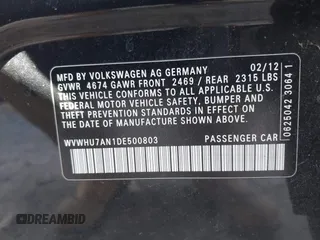 MFD BY VOLKSWAGEN AG GERMANY 02/12
GVWR 4674 GAWR FRONT 2469 / REAR 2315 LBS
THIS VEHICLE CONFORMS TO ALL APPLICABLE U.S.
FEDERAL MOTOR VEHICLE SAFETY, BUMPER, AND
THEFT PREVENTION STANDARDS IN EFFECT ON THE
DATE OF MANUFACTURE SHOWN ABOVE.
WVWHU7AN1DE500803 PASSENGER CAR
0625042 3064 1
DREAMBID